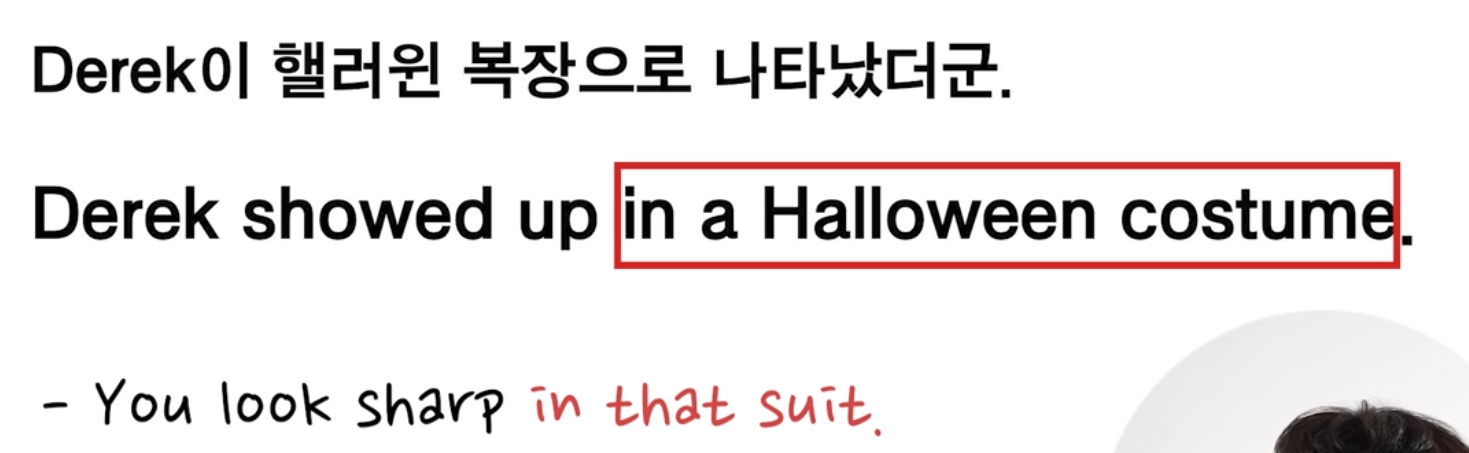 Derek이 핼러윈 복장으로 나타났더군.
Derek showed up in a Halloween costume.
- You look sharp in that suit.